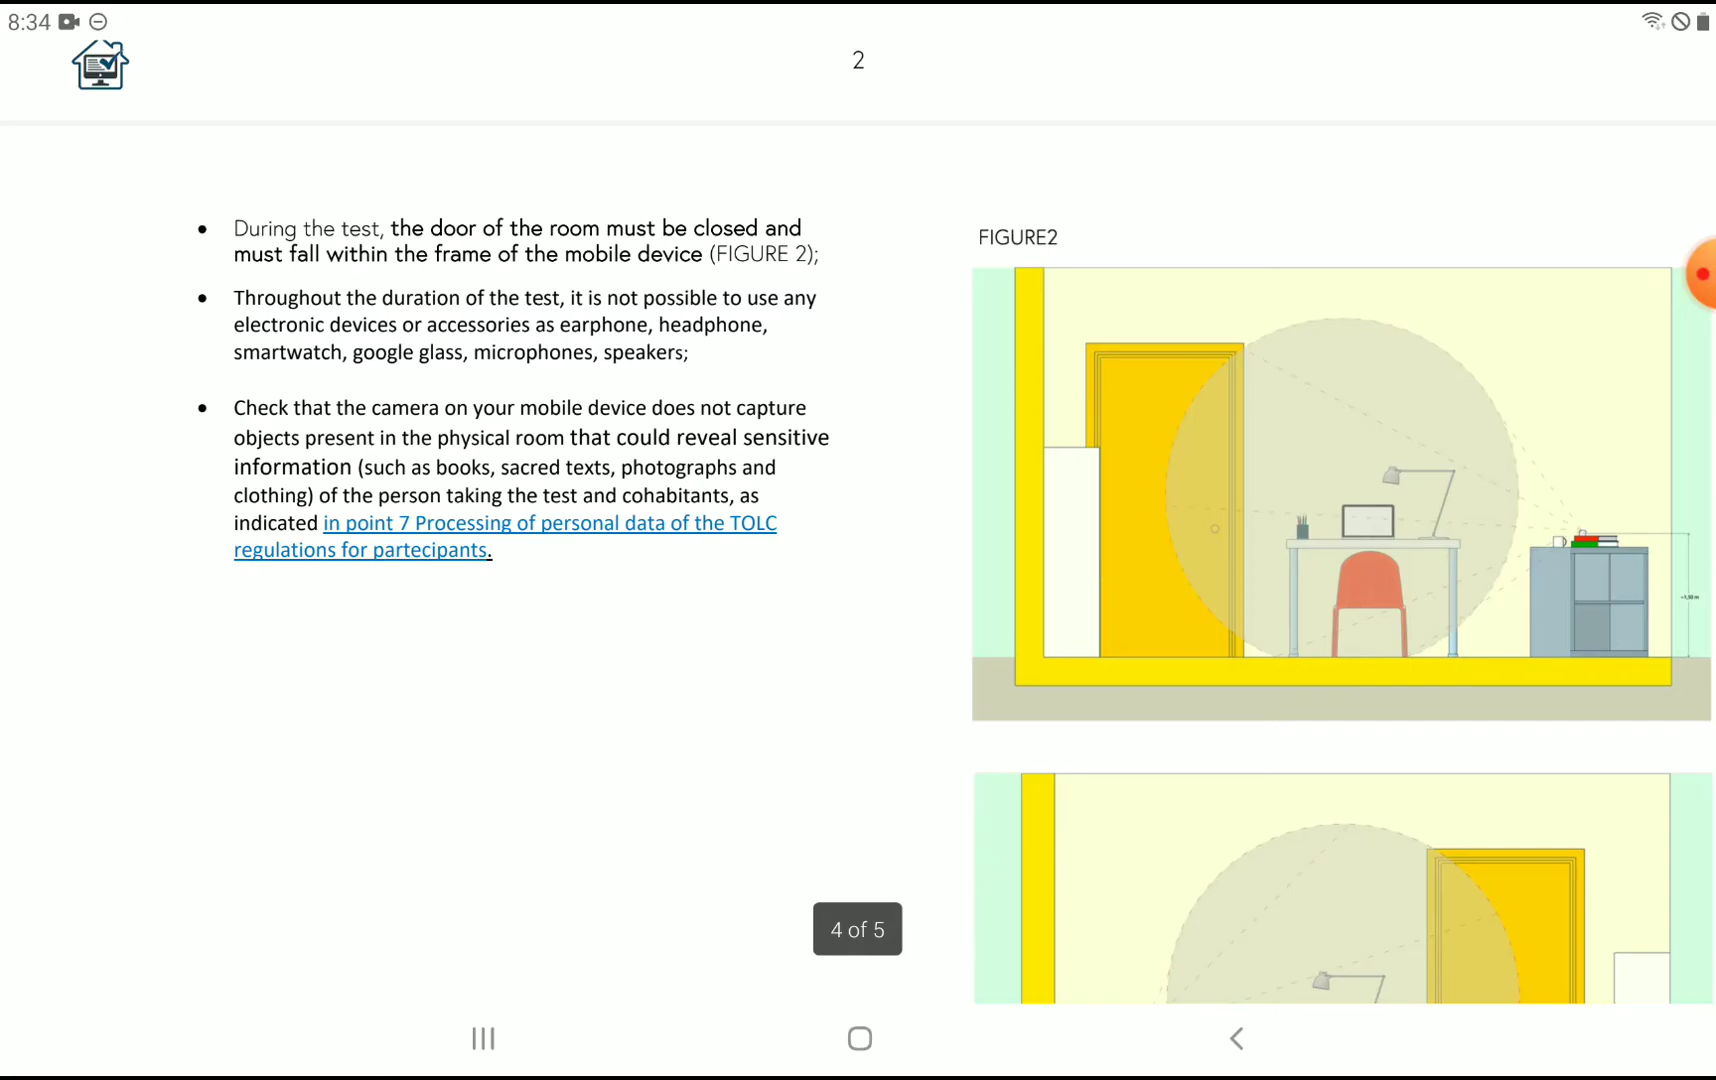 8:34
2
During the test, the door of the room must be closed and
must fall within the frame of the mobile device (FIGURE 2);
Throughout the duration of the test, it is not possible to use any
electronic devices or accessories as earphone, headphone,
smartwatch, google glass, microphones, speakers;
Check that the camera on your mobile device does not capture
objects present in the physical room that could reveal sensitive
information (such as books, sacred texts, photographs and
clothing) of the person taking the test and cohabitants, as
indicated in point 7 Processing of personal data of the TOLC
regulations for partecipants.
FIGURE2
~1,50 m
4 of 5